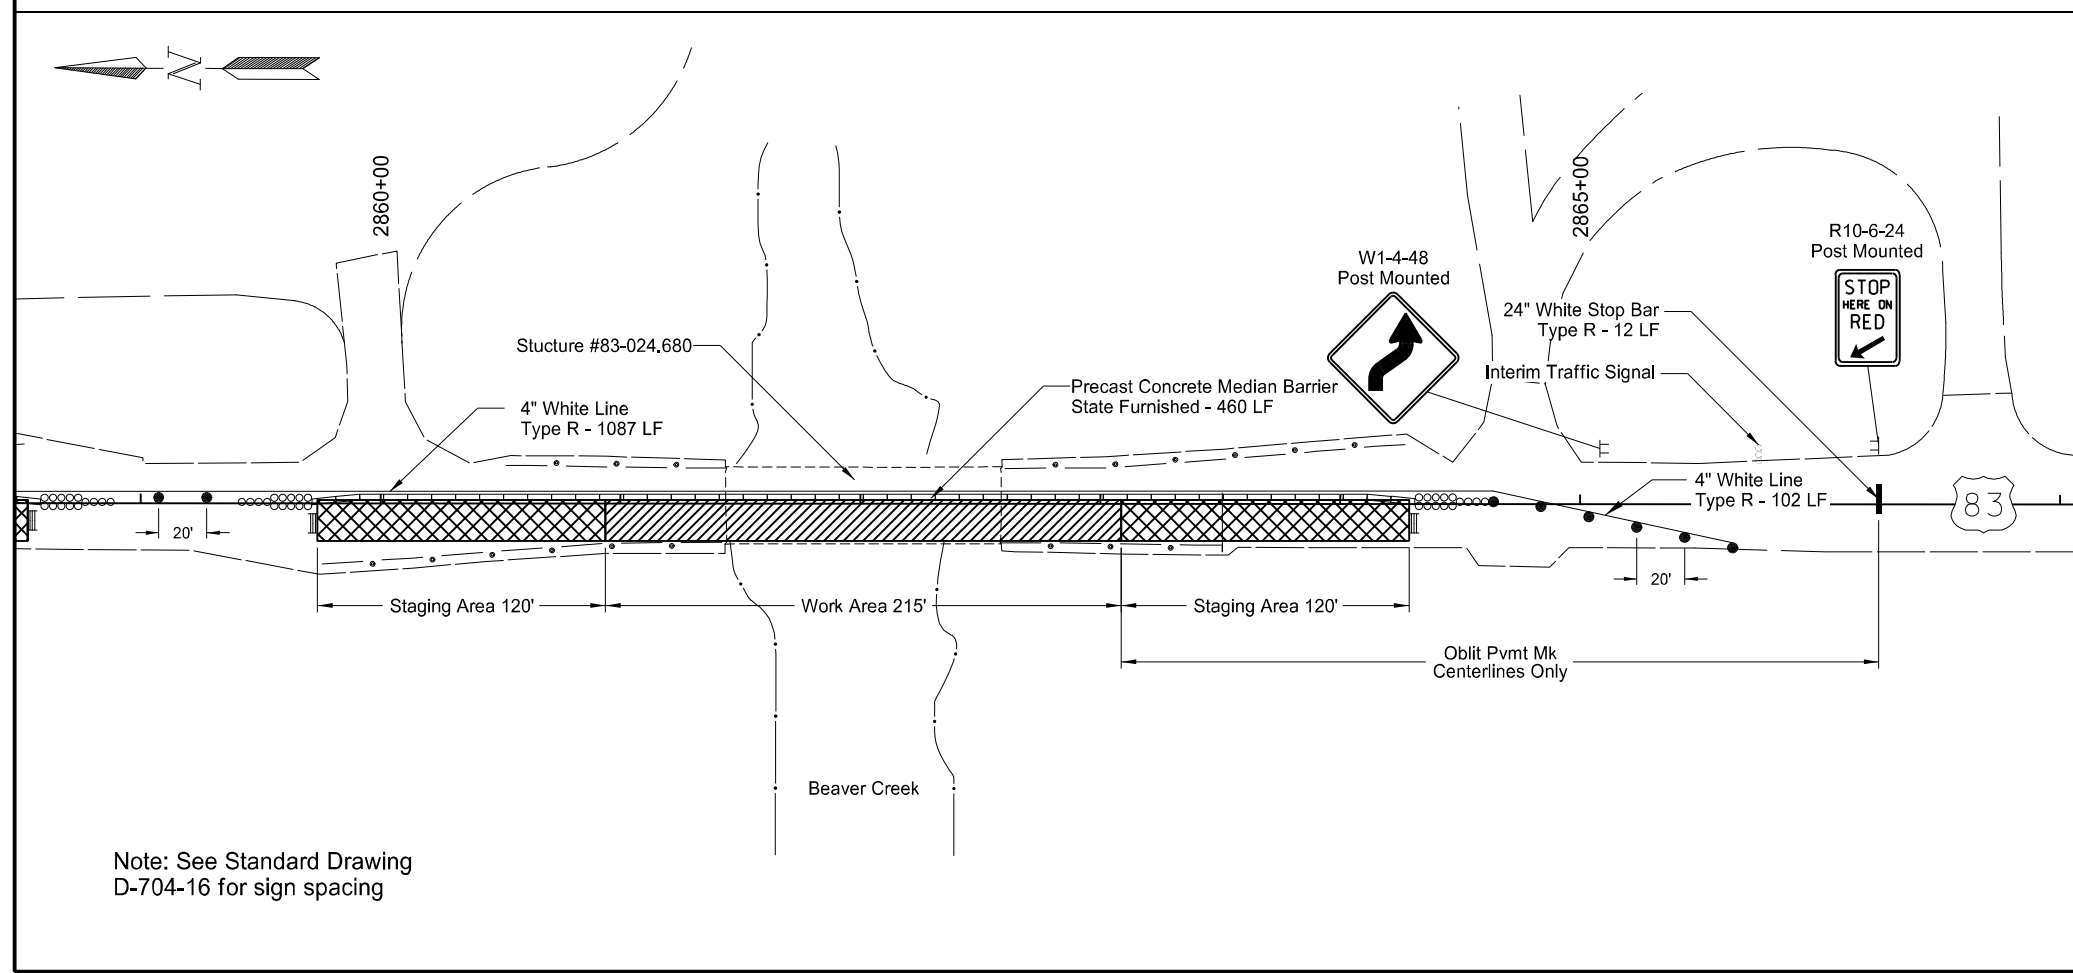 N
2860+00
2865+00
R10-6-24
Post Mounted
W1-4-48
Post Mounted
STOP
HERE ON
RED
24" White Stop Bar
Type R - 12 LF
Stucture #83-024.680
Interim Traffic Signal
Precast Concrete Median Barrier
State Furnished - 460 LF
4" White Line
Type R - 1087 LF
4" White Line
Type R - 102 LF
83
20'
20'
Staging Area 120'
Work Area 215'
Staging Area 120'
Oblit Pvmt Mk
Centerlines Only
Beaver Creek
Note: See Standard Drawing
D-704-16 for sign spacing